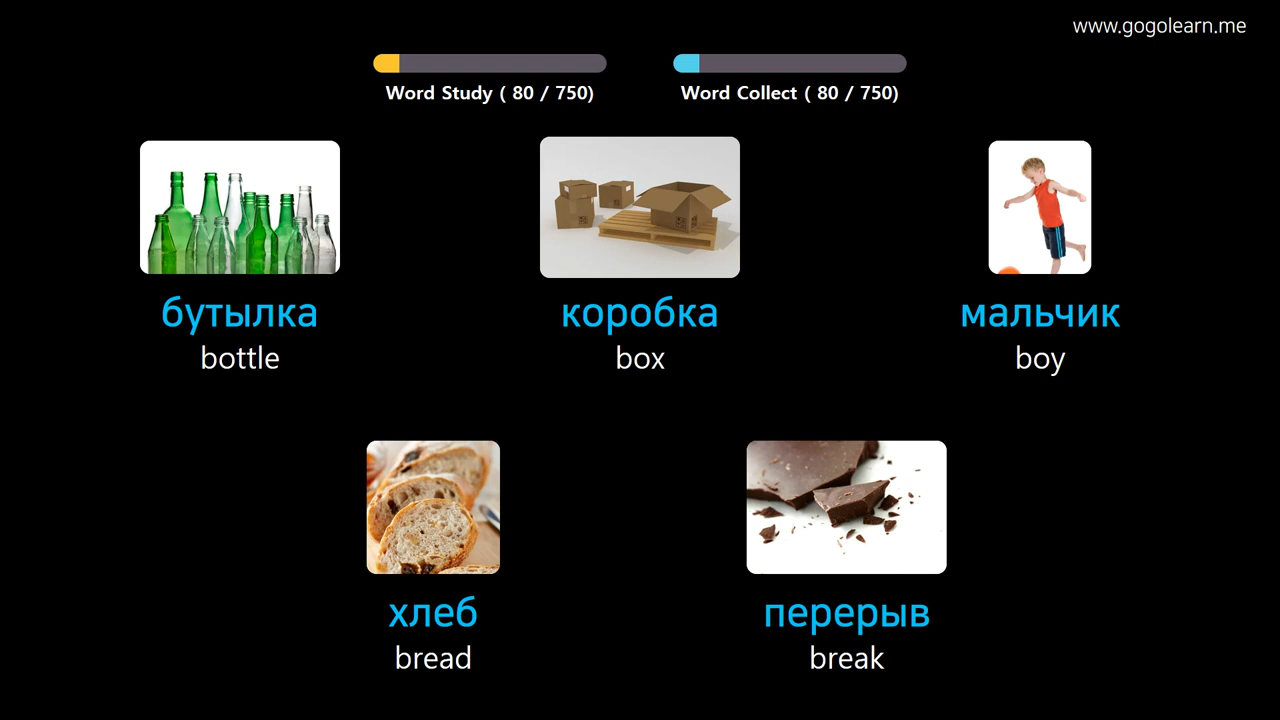 www.gogolearn.me
Word Study ( 80 / 750)
Word Collect ( 80 / 750)
бутылка
bottle
коробка
box
мальчик
boy
хлеб
bread
перерыв
break